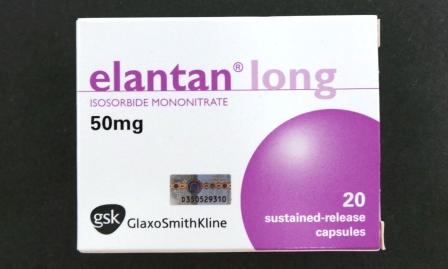 elantan® long
ISOSORBIDE MONONITRATE
50mg
D350529310
20
sustained-release
capsules
gsk GlaxoSmithKline